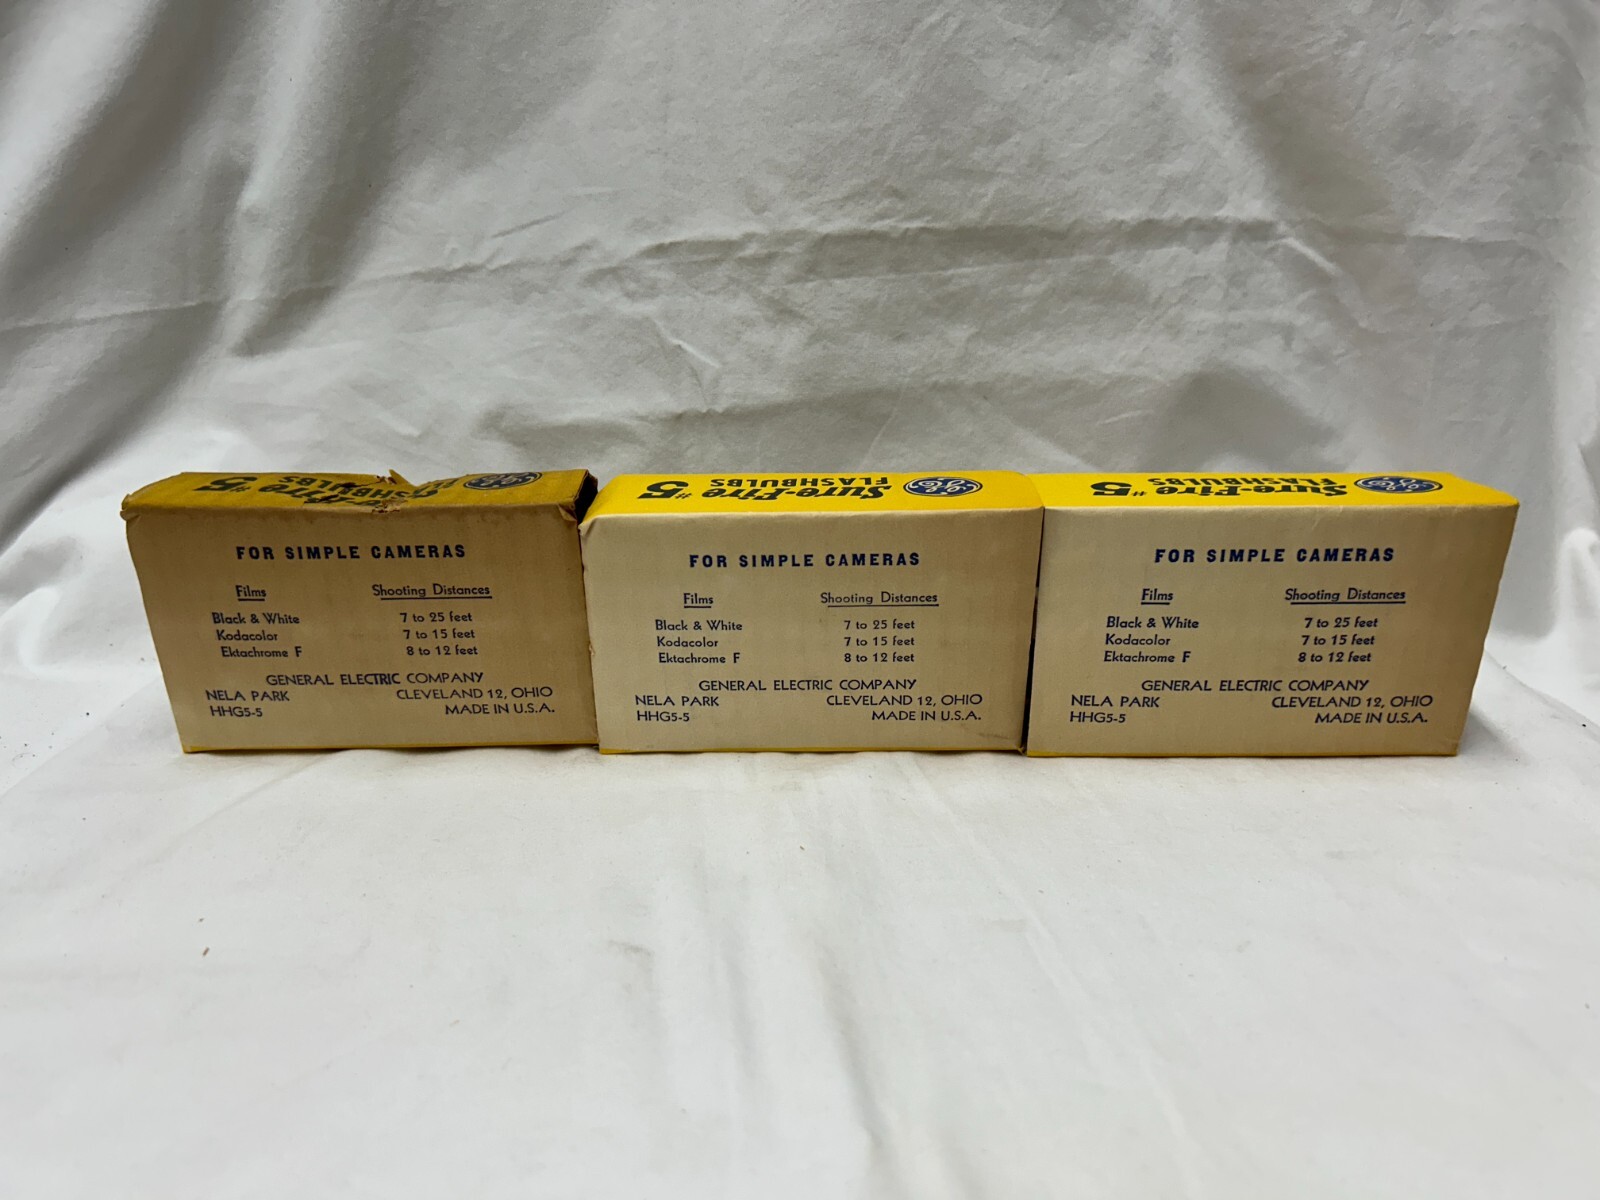 #5 Sure-Fire
FLASHBULBS
FOR SIMPLE CAMERAS
Films Shooting Distances
Black & White 7 to 25 feet
Kodacolor 7 to 15 feet
Ektachrome F 8 to 12 feet
GENERAL ELECTRIC COMPANY
NELA PARK CLEVELAND 12, OHIO
HHG5-5 MADE IN U.S.A.
Sure-Fire #5
FLASHBULBS
GE
FOR SIMPLE CAMERAS
Films Shooting Distances
Black & White 7 to 25 feet
Kodacolor 7 to 15 feet
Ektachrome F 8 to 12 feet
GENERAL ELECTRIC COMPANY
NELA PARK CLEVELAND 12, OHIO
HHG5-5 MADE IN U.S.A.
Sure-Fire #5
FLASHBULBS
GE
FOR SIMPLE CAMERAS
Films Shooting Distances
Black & White 7 to 25 feet
Kodacolor 7 to 15 feet
Ektachrome F 8 to 12 feet
GENERAL ELECTRIC COMPANY
NELA PARK CLEVELAND 12, OHIO
HHG5-5 MADE IN U.S.A.